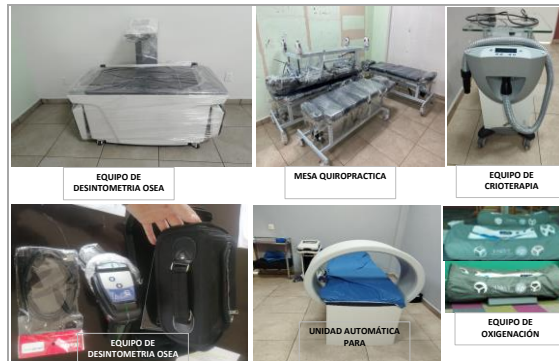 EQUIPO DE
DESINTOMETRIA OSEA
MESA QUIROPRACTICA
EQUIPO DE
CRIOTERAPIA
EQUIPO DE
DESINTOMETRIA OSEA
UNIDAD AUTOMÁTICA
PARA
EQUIPO DE
OXIGENACIÓN